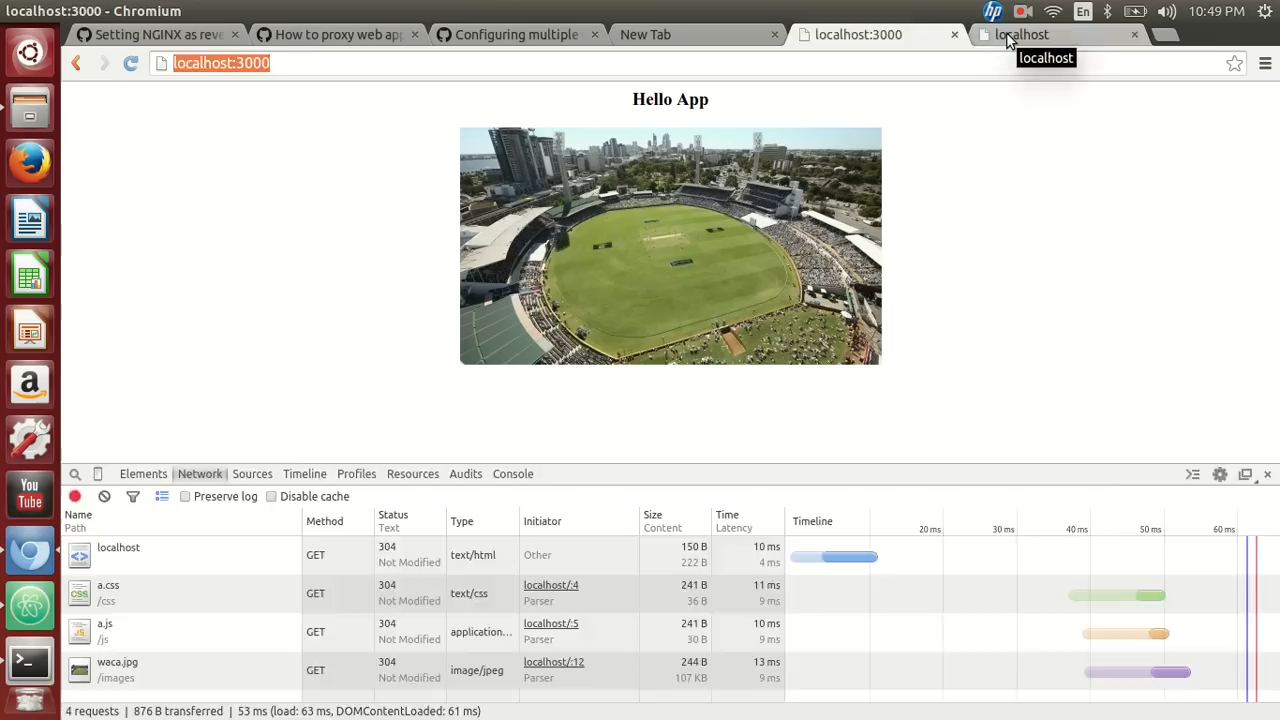 localhost:3000 - Chromium
En
10:49 PM
Setting NGINX as reve
How to proxy web app
Configuring multiple
New Tab
localhost:3000
localhost
localhost:3000
localhost
Hello App
Elements Network Sources Timeline Profiles Resources Audits Console
Preserve log Disable cache
Name Method Status Type Initiator Size Time Timeline
Path Text Content Latency 20 ms 30 ms 40 ms 50 ms 60 ms
localhost GET 304 text/html Other 150 B 10 ms
Not Modified 222 B 4 ms
a.css GET 304 text/css localhost/:4 241 B 11 ms
/css Not Modified Parser 36 B 9 ms
a.js GET 304 application... localhost/:5 241 B 10 ms
/js Not Modified Parser 30 B 9 ms
waca.jpg GET 304 image/jpeg localhost/:12 244 B 13 ms
/images Not Modified Parser 107 KB 9 ms
4 requests | 876 B transferred | 53 ms (load: 63 ms, DOMContentLoaded: 61 ms)
hp
a
You
Tube
CSS
JS